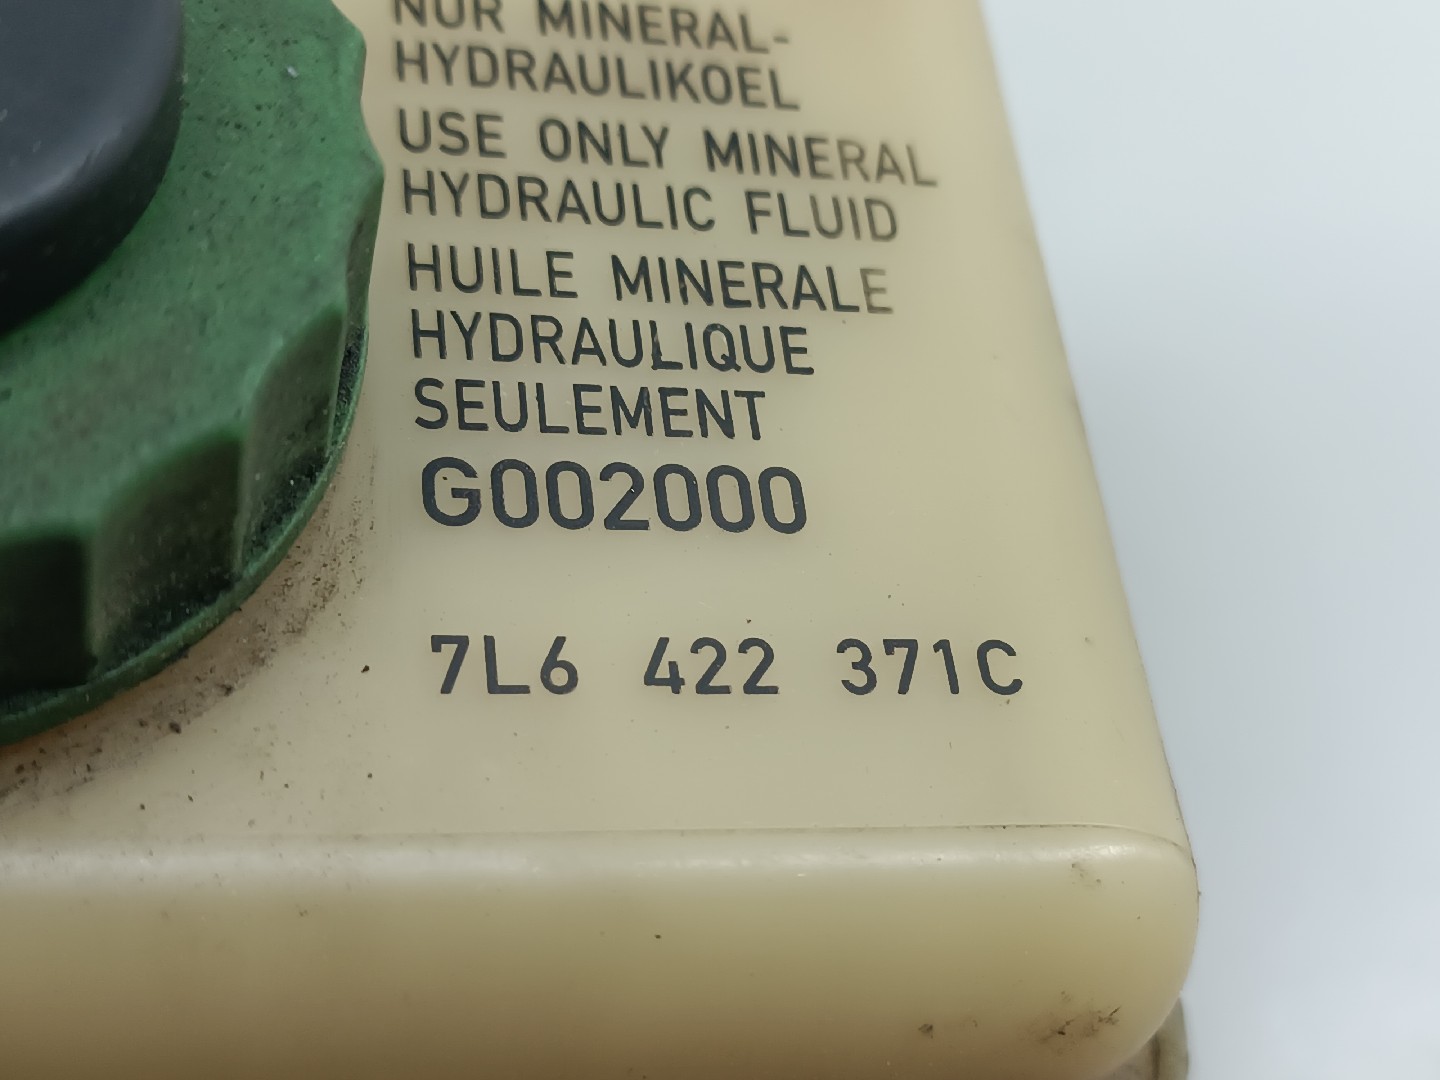 NUR MINERAL-
HYDRAULIKOEL
USE ONLY MINERAL
HYDRAULIC FLUID
HUILE MINERALE
HYDRAULIQUE
SEULEMENT
G002000
7L6 422 371C